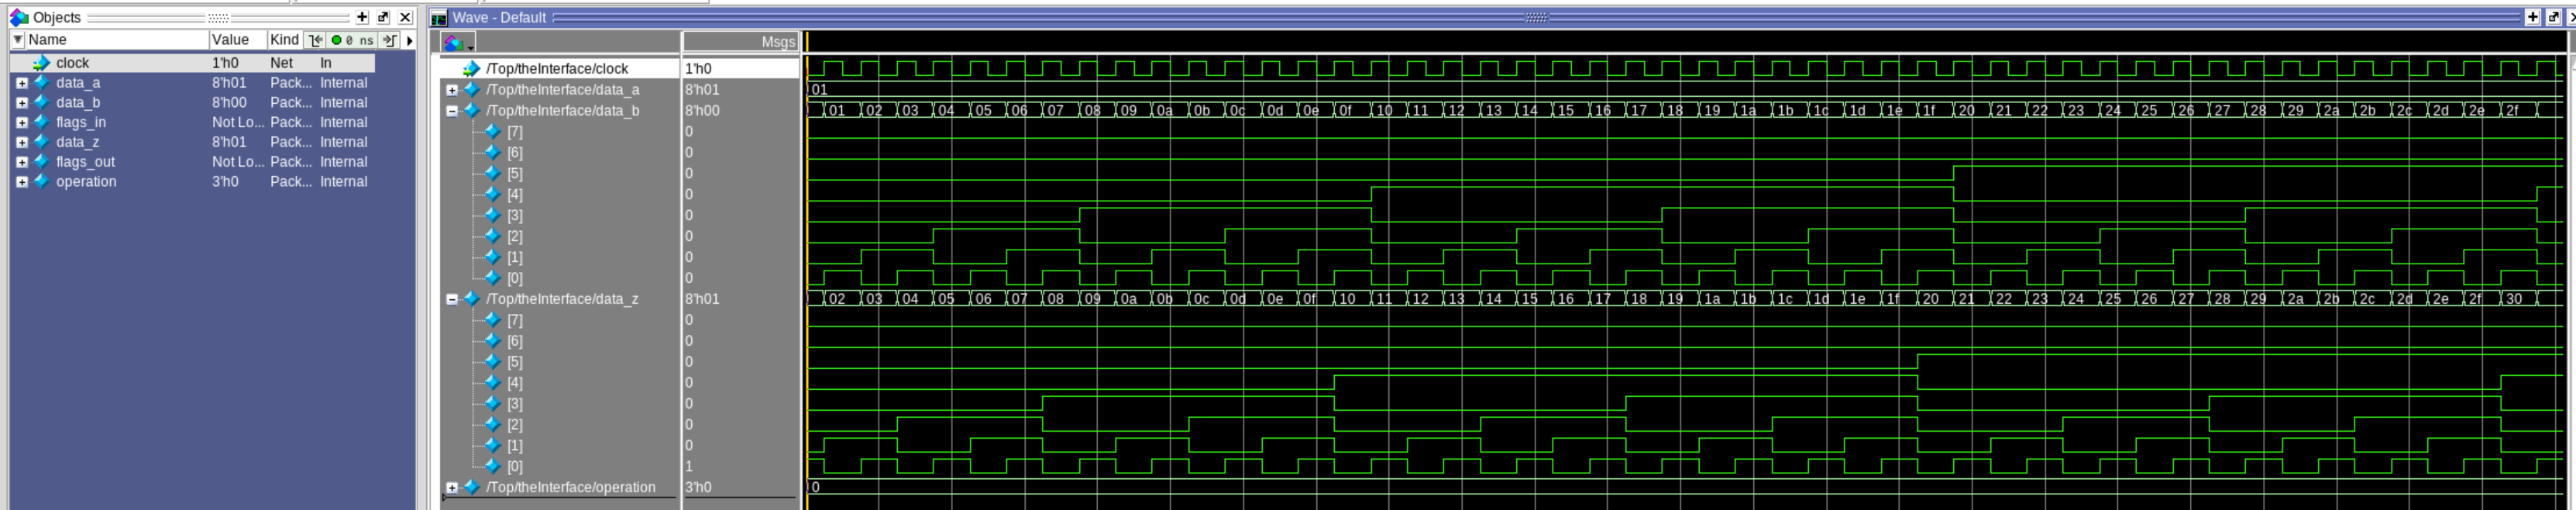 Objects
Name Value Kind 0 ns
clock 1'h0 Net In
data_a 8'h01 Pack... Internal
data_b 8'h00 Pack... Internal
flags_in Not Lo... Pack... Internal
data_z 8'h01 Pack... Internal
flags_out Not Lo... Pack... Internal
operation 3'h0 Pack... Internal
Wave - Default
Msgs
/Top/theInterface/clock 1'h0
/Top/theInterface/data_a 8'h01 01
/Top/theInterface/data_b 8'h00 01 02 03 04 05 06 07 08 09 0a 0b 0c 0d 0e 0f 10 11 12 13 14 15 16 17 18 19 1a 1b 1c 1d 1e 1f 20 21 22 23 24 25 26 27 28 29 2a 2b 2c 2d 2e 2f
[7] 0
[6] 0
[5] 0
[4] 0
[3] 0
[2] 0
[1] 0
[0] 0
/Top/theInterface/data_z 8'h01 02 03 04 05 06 07 08 09 0a 0b 0c 0d 0e 0f 10 11 12 13 14 15 16 17 18 19 1a 1b 1c 1d 1e 1f 20 21 22 23 24 25 26 27 28 29 2a 2b 2c 2d 2e 2f 30
[7] 0
[6] 0
[5] 0
[4] 0
[3] 0
[2] 0
[1] 0
[0] 1
/Top/theInterface/operation 3'h0 0